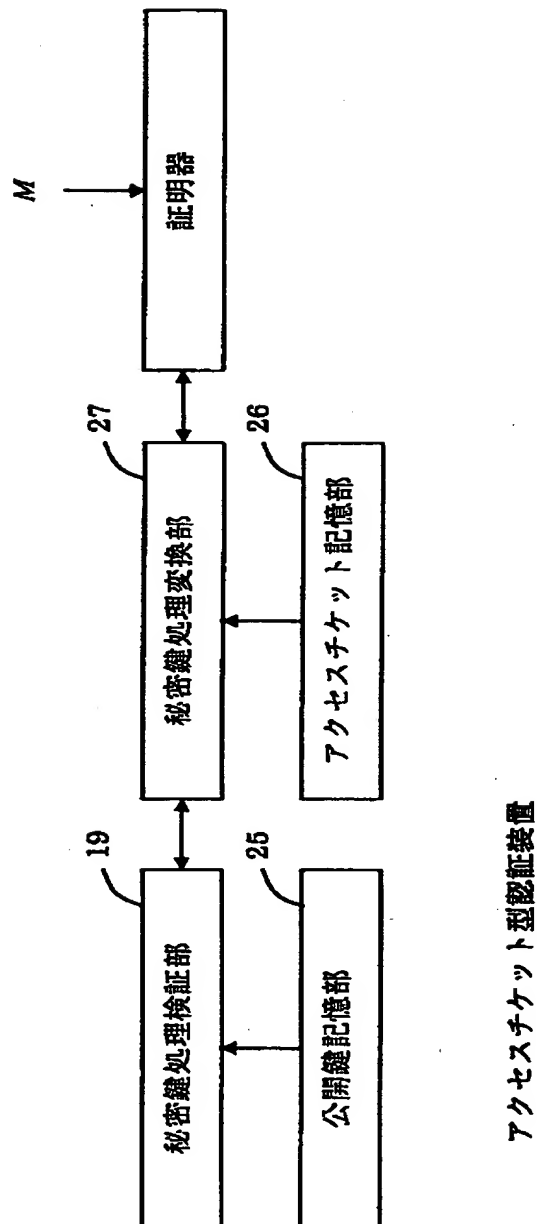 M
証明器
27
秘密鍵処理変換部
26
アクセスチケット記憶部
19
秘密鍵処理検証部
25
公開鍵記憶部
アクセスチケット型認証装置